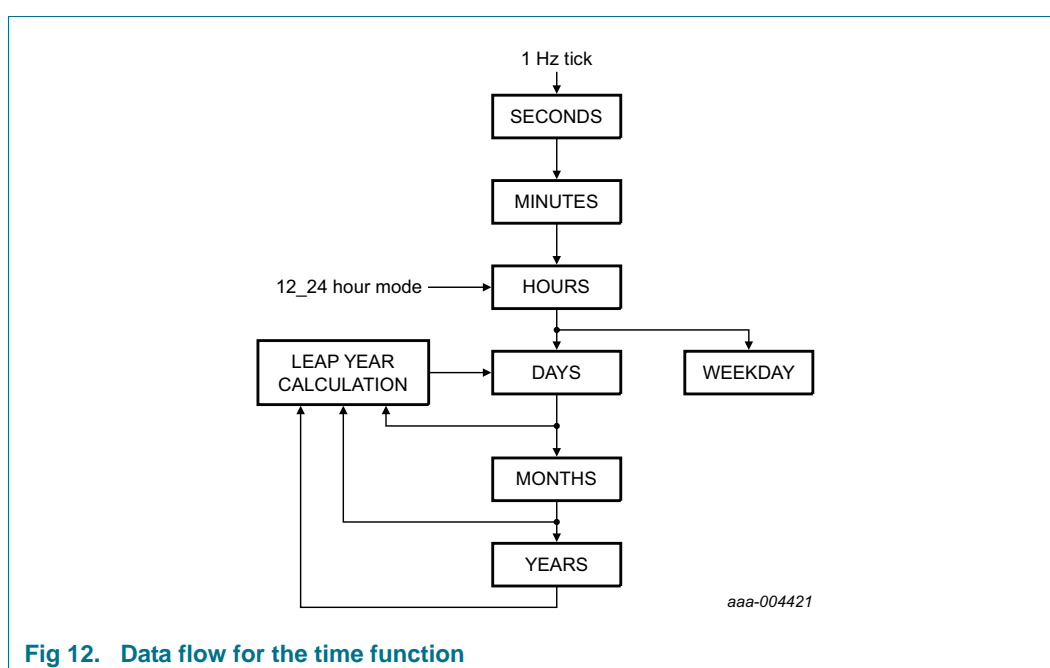 1 Hz tick
SECONDS
MINUTES
12_24 hour mode
HOURS
LEAP YEAR
CALCULATION
DAYS
WEEKDAY
MONTHS
YEARS
aaa-004421
Fig 12. Data flow for the time function